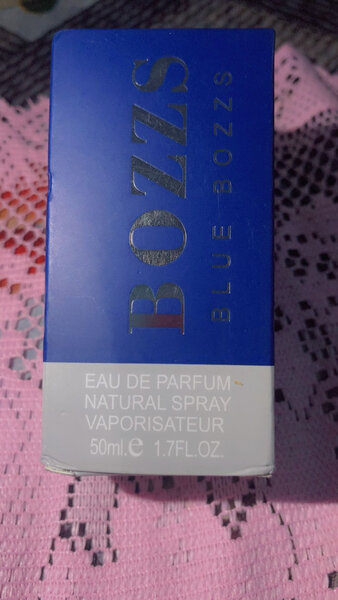 BOZZS
BLUE BOZZS
EAU DE PARFUM
NATURAL SPRAY
VAPORISATEUR
50ml.e 1.7FL.OZ.